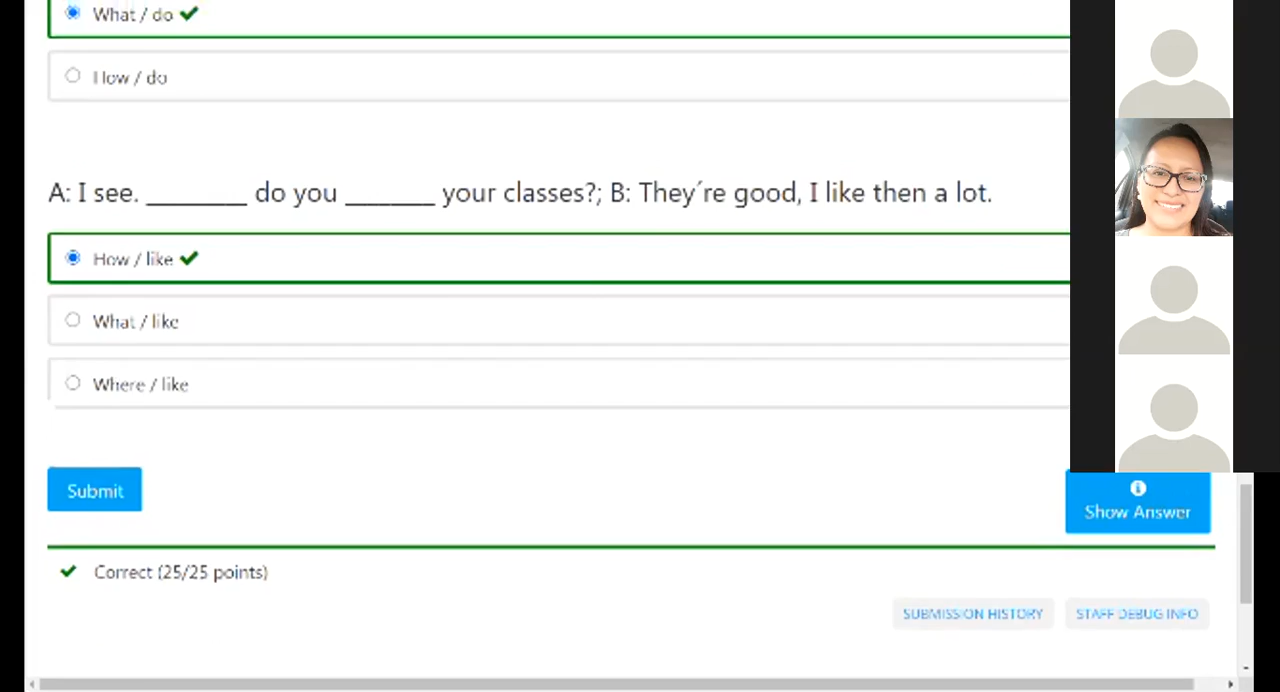 What / do
How / do
A: I see. _________ do you ________ your classes?; B: They´re good, I like then a lot.
How / like
What / like
Where / like
Submit
Show Answer
Correct (25/25 points)
SUBMISSION HISTORY
STAFF DEBUG INFO